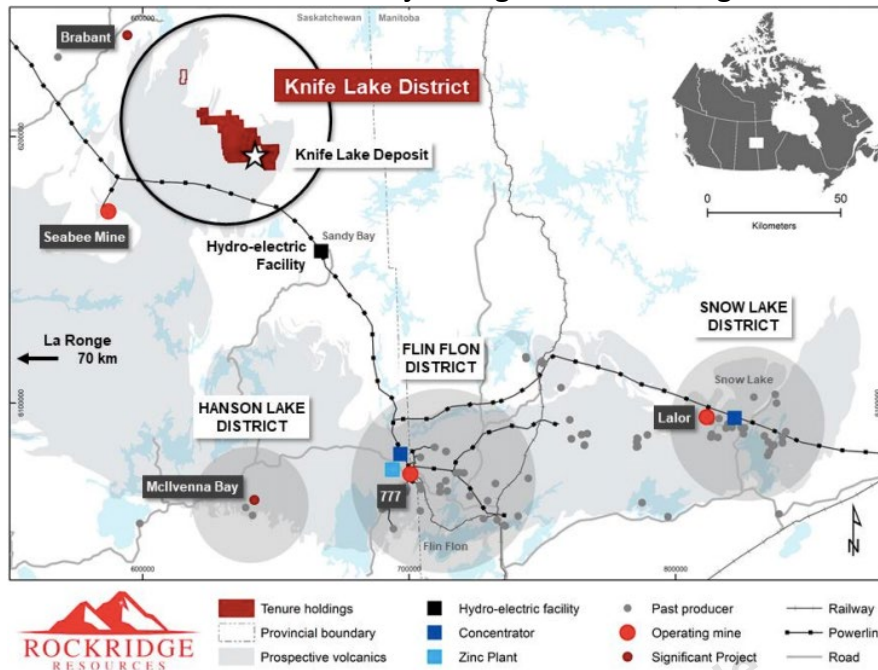 Saskatchewan
Manitoba
Brabant
Knife Lake District
Knife Lake Deposit
Seabee Mine
Sandy Bay
Hydro-electric
Facility
0 50
Kilometers
La Ronge
70 km
HANSON LAKE
DISTRICT
FLIN FLON
DISTRICT
SNOW LAKE
DISTRICT
Snow Lake
Lalor
McIlvenna Bay
777
Flin Flon
N
6200000
6100000
600000
700000
800000
ROCKRIDGE
RESOURCES
Tenure holdings
Provincial boundary
Prospective volcanics
Hydro-electric facility
Concentrator
Zinc Plant
Past producer
Operating mine
Significant Project
Railway
Powerlin
Road